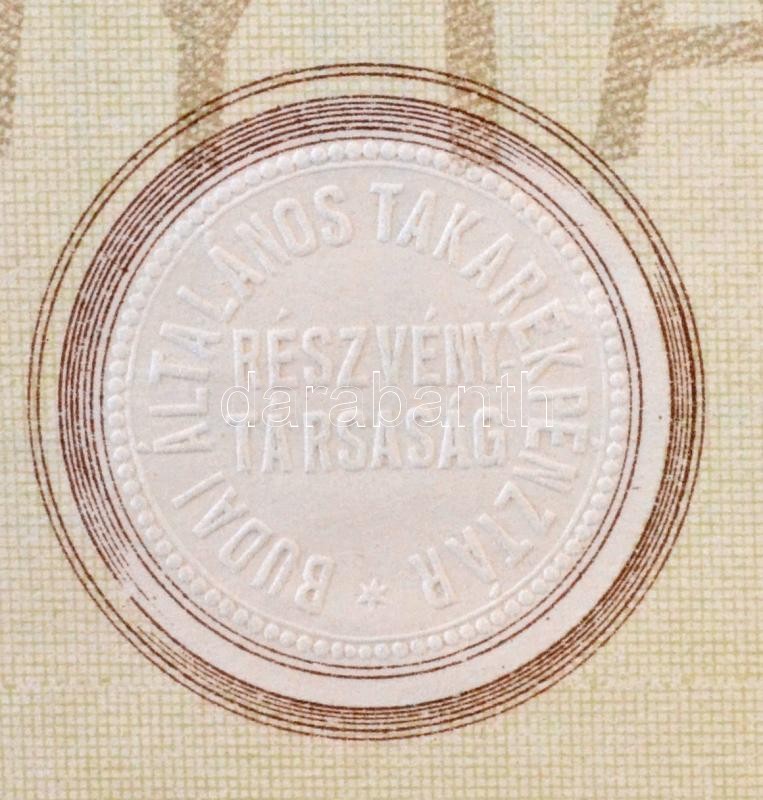 BUDAI ÁLTALÁNOS TAKARÉKPÉNZTÁR
RÉSZVÉNY-
TÁRSASÁG
darabanth